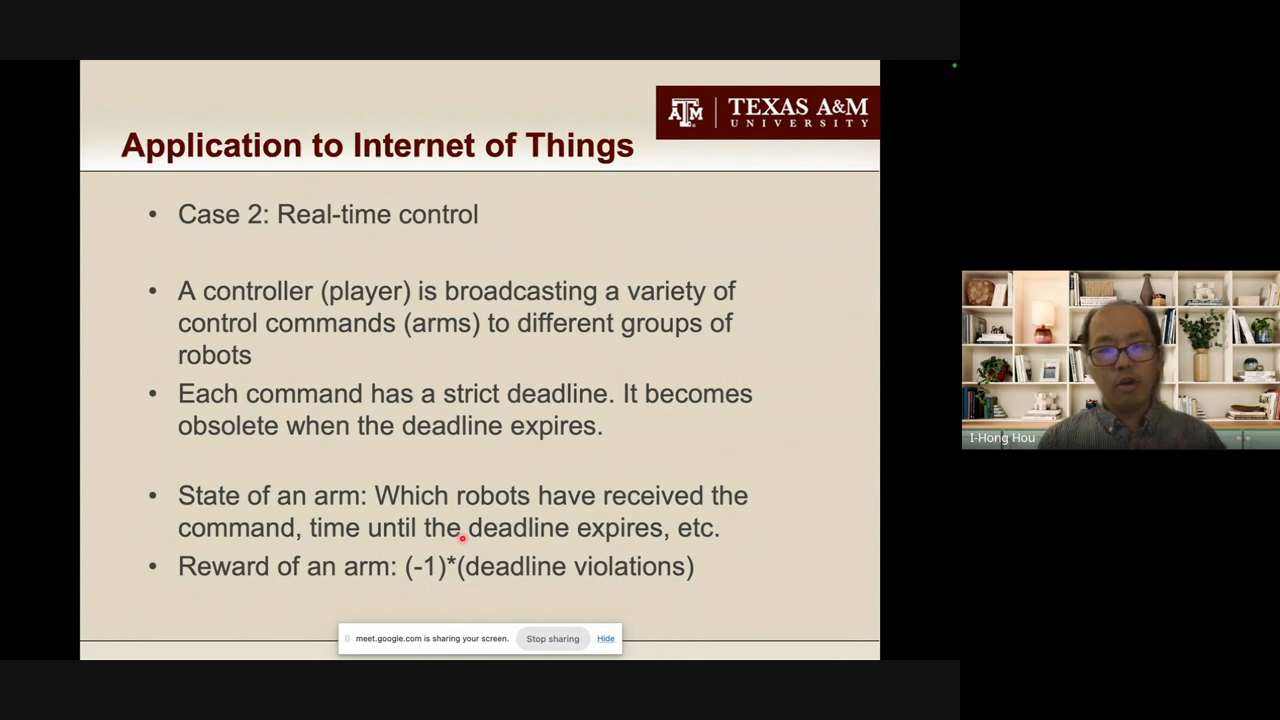 ATM
TEXAS A&M
UNIVERSITY
Application to Internet of Things
• Case 2: Real-time control
• A controller (player) is broadcasting a variety of
control commands (arms) to different groups of
robots
• Each command has a strict deadline. It becomes
obsolete when the deadline expires.
• State of an arm: Which robots have received the
command, time until the deadline expires, etc.
• Reward of an arm: (-1)*(deadline violations)
meet.google.com is sharing your screen. Stop sharing Hide
I-Hong Hou